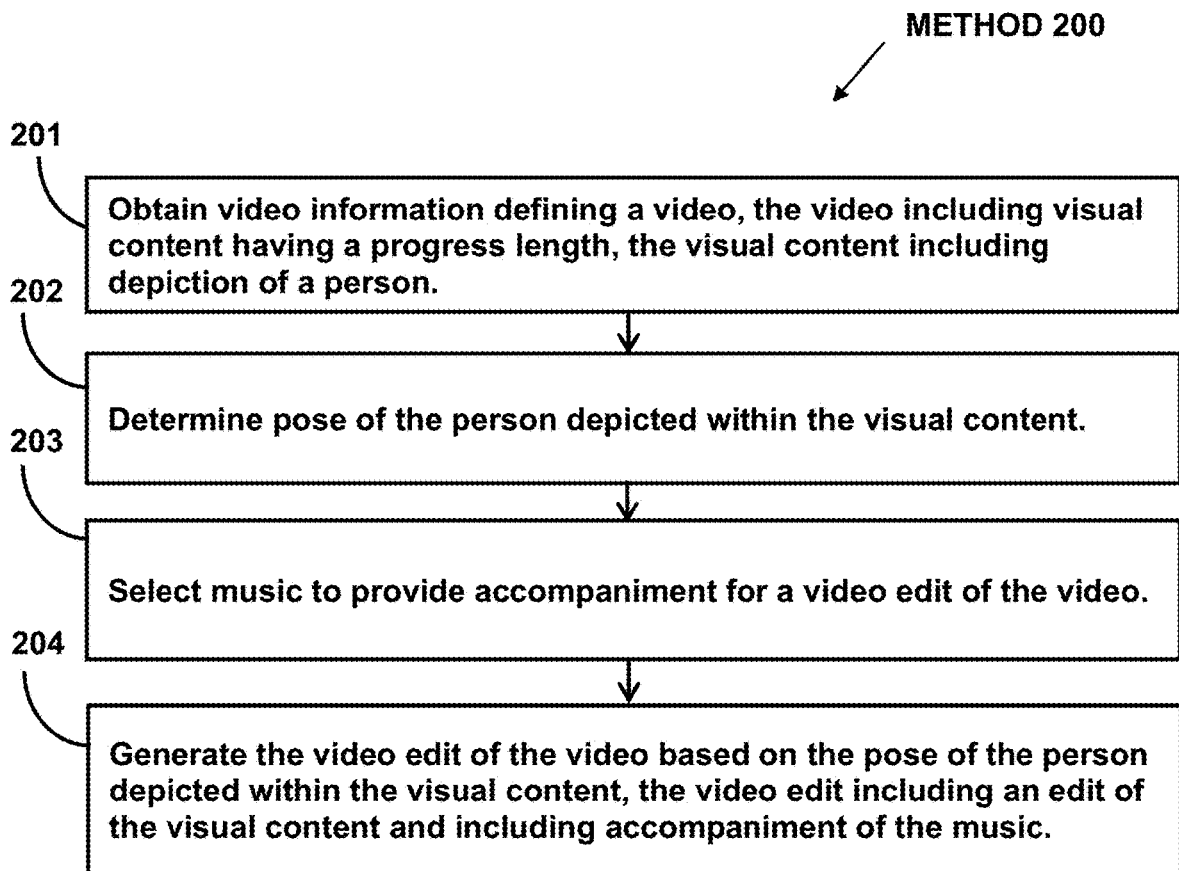 METHOD 200
201
Obtain video information defining a video, the video including visual
content having a progress length, the visual content including
depiction of a person.
202
Determine pose of the person depicted within the visual content.
203
Select music to provide accompaniment for a video edit of the video.
204
Generate the video edit of the video based on the pose of the person
depicted within the visual content, the video edit including an edit of
the visual content and including accompaniment of the music.